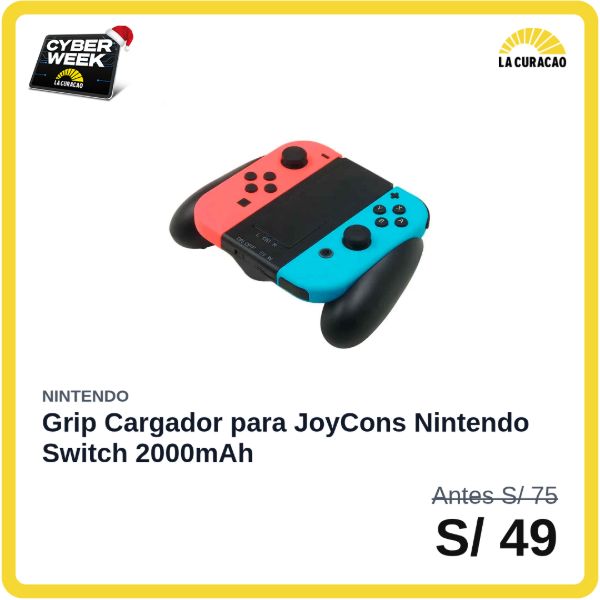 CYBER
WEEK
LA CURACAO
LA CURACAO
NINTENDO
Grip Cargador para JoyCons Nintendo
Switch 2000mAh
Antes S/ 75
S/ 49